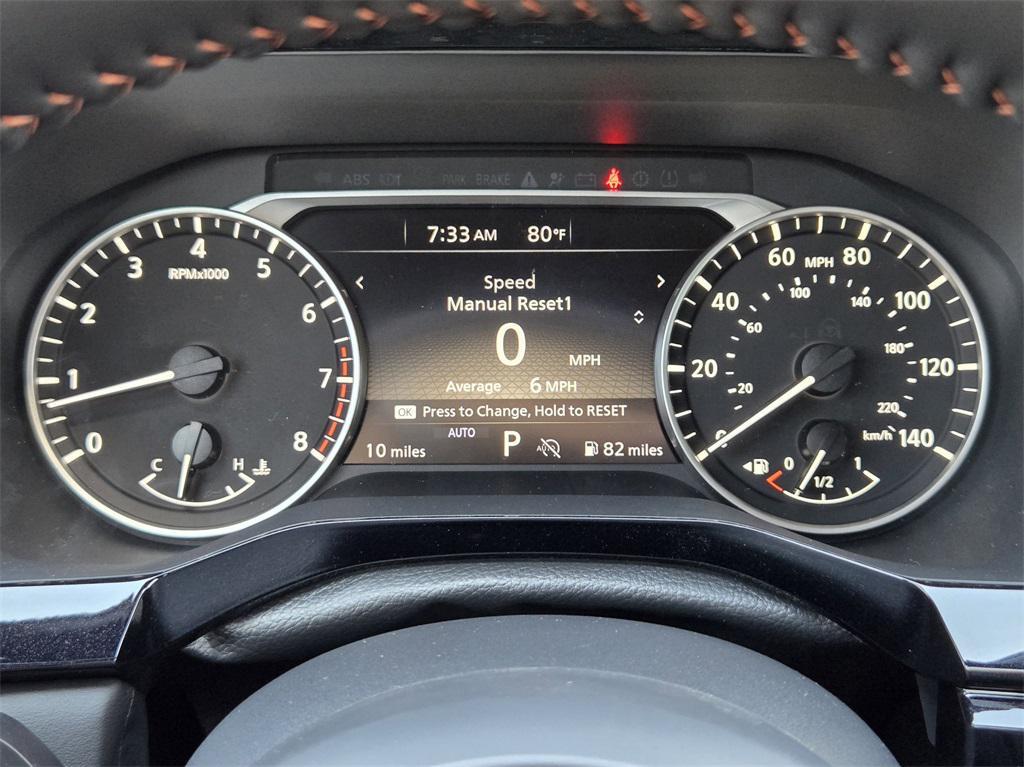 ABS
PARK BRAKE
7:33 AM 80°F
Speed
Manual Reset1
0 MPH
Average 6 MPH
OK Press to Change, Hold to RESET
AUTO
10 miles P AUTO 82 miles
RPMx1000
0 1 2 3 4 5 6 7 8
C H
MPH
0 20 40 60 80 100 120 140
20 60 100 140 180 220
km/h
0 1/2 1